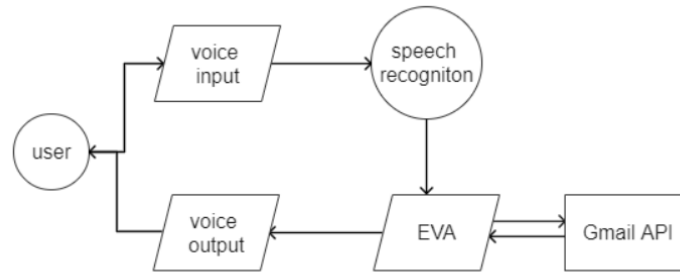 voice
input
speech
recogniton
user
voice
output
EVA
Gmail API